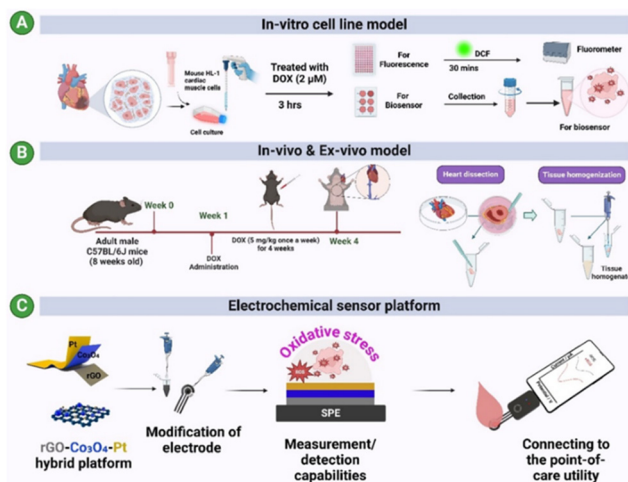 A
In-vitro cell line model
Mouse HL-1
cardiac
muscle cells
Cell culture
Treated with
DOX (2 μM)
3 hrs
For
Fluorescence
DCF
30 mins
Fluorometer
For
Biosensor
Collection
For biosensor
B
In-vivo & Ex-vivo model
Adult male
C57BL/6J mice
(8 weeks old)
Week 0
Week 1
DOX
Administration
DOX (5 mg/kg once a week)
for 4 weeks
Week 4
Heart dissection
Tissue homogenization
Tissue
homogenate
C
Electrochemical sensor platform
Pt
Co₃O₄
rGO
rGO-Co₃O₄-Pt
hybrid platform
Modification of
electrode
Oxidative stress
ROS
SPE
Measurement/
detection
capabilities
Connecting to
the point-of-
care utility